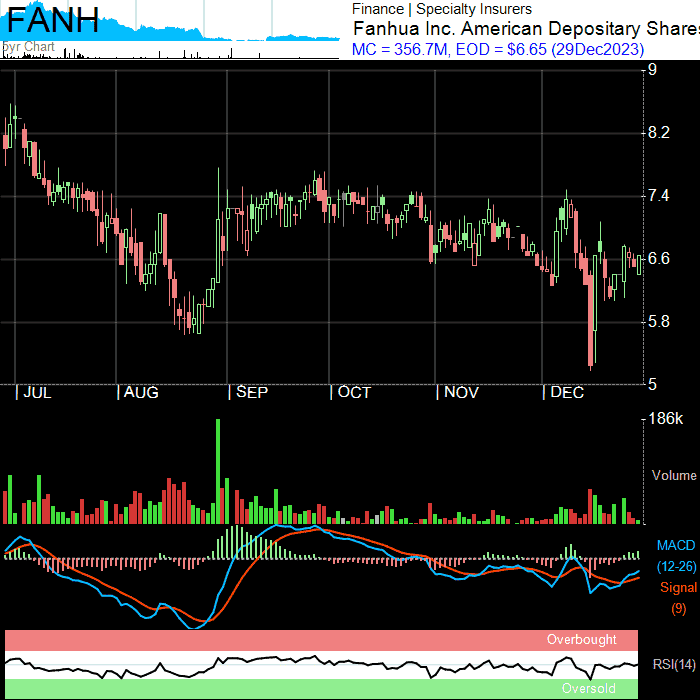 FANH
Finance | Specialty Insurers
Fanhua Inc. American Depositary Shares
MC = 356.7M, EOD = $6.65 (29Dec2023)
5yr Chart
9
8.2
7.4
6.6
5.8
5
| JUL | AUG | SEP | OCT | NOV | DEC
186k
Volume
MACD
(12-26)
Signal
(9)
Overbought
RSI(14)
Oversold